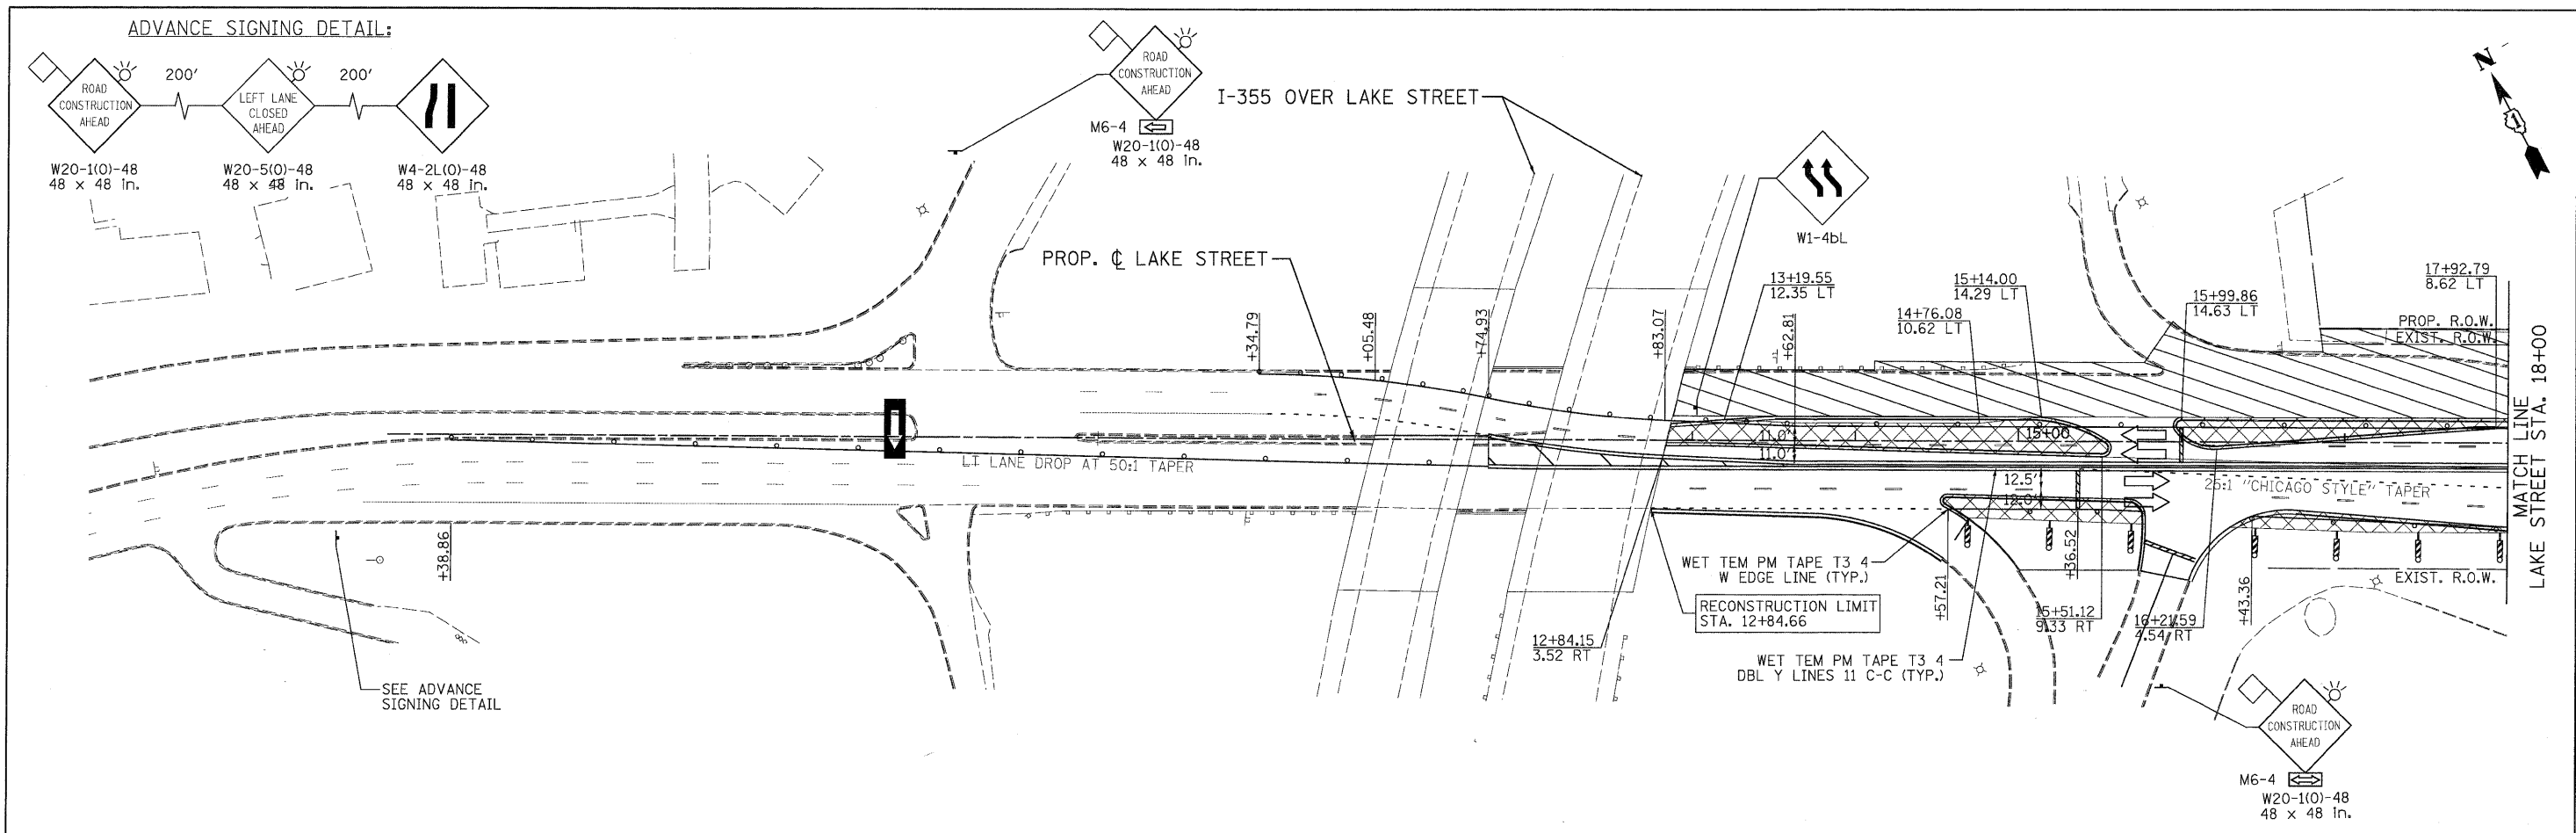 ADVANCE SIGNING DETAIL:
ROAD
CONSTRUCTION
AHEAD
200'
LEFT LANE
CLOSED
AHEAD
200'
W20-1(O)-48
48 x 48 in.
W20-5(O)-48
48 x 48 in.
W4-2L(O)-48
48 x 48 in.
ROAD
CONSTRUCTION
AHEAD
M6-4
W20-1(O)-48
48 x 48 in.
I-355 OVER LAKE STREET
W1-4bL
N
1
PROP. ℄ LAKE STREET
+34.79
+05.48
+74.93
+83.07
13+19.55
12.35 LT
+62.81
15+14.00
14.29 LT
14+76.08
10.62 LT
15+99.86
14.63 LT
17+92.79
8.62 LT
PROP. R.O.W.
EXIST. R.O.W.
MATCH LINE
LAKE STREET STA. 18+00
11.0'
11.0'
15+00
LT LANE DROP AT 50:1 TAPER
12.5'
12.0'
25:1 "CHICAGO STYLE" TAPER
+38.86
WET TEM PM TAPE T3 4
W EDGE LINE (TYP.)
+57.21
+36.52
+43.36
EXIST. R.O.W.
RECONSTRUCTION LIMIT
STA. 12+84.66
15+51.12
9.33 RT
16+21.59
4.54 RT
12+84.15
3.52 RT
WET TEM PM TAPE T3 4
DBL Y LINES 11 C-C (TYP.)
SEE ADVANCE
SIGNING DETAIL
ROAD
CONSTRUCTION
AHEAD
M6-4
W20-1(O)-48
48 x 48 in.